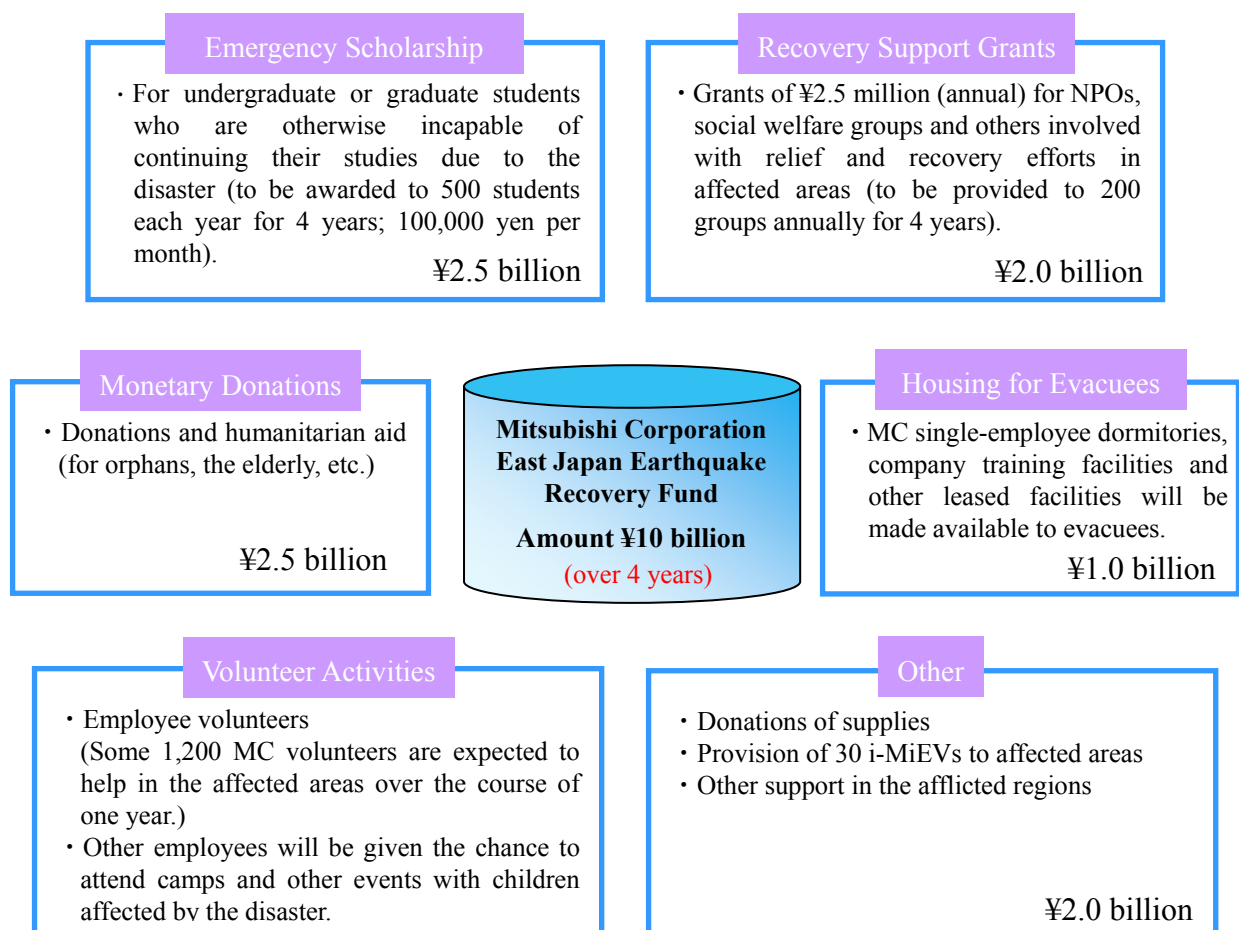 Emergency Scholarship
・For undergraduate or graduate students
who are otherwise incapable of
continuing their studies due to the
disaster (to be awarded to 500 students
each year for 4 years; 100,000 yen per
month).
¥2.5 billion
Recovery Support Grants
・Grants of ¥2.5 million (annual) for NPOs,
social welfare groups and others involved
with relief and recovery efforts in
affected areas (to be provided to 200
groups annually for 4 years).
¥2.0 billion
Monetary Donations
・Donations and humanitarian aid
(for orphans, the elderly, etc.)
¥2.5 billion
Mitsubishi Corporation
East Japan Earthquake
Recovery Fund
Amount ¥10 billion
(over 4 years)
Housing for Evacuees
・MC single-employee dormitories,
company training facilities and
other leased facilities will be
made available to evacuees.
¥1.0 billion
Volunteer Activities
・Employee volunteers
(Some 1,200 MC volunteers are expected to
help in the affected areas over the course of
one year.)
・Other employees will be given the chance to
attend camps and other events with children
affected by the disaster.
Other
・Donations of supplies
・Provision of 30 i-MiEVs to affected areas
・Other support in the afflicted regions
¥2.0 billion